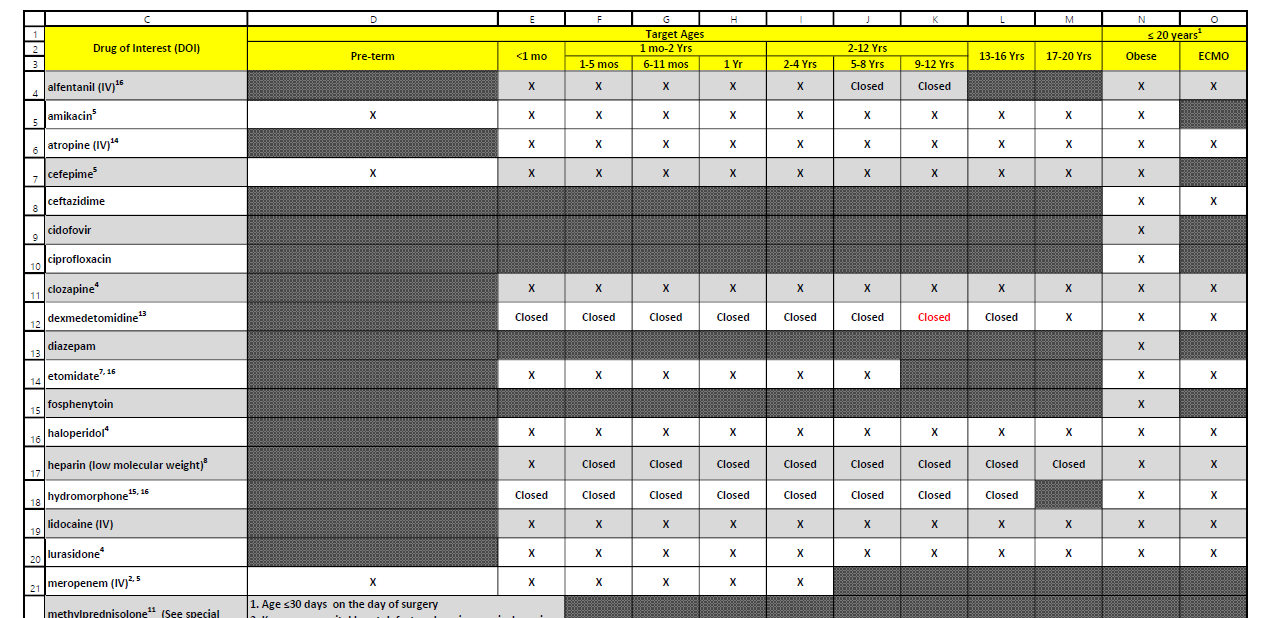 C D E F G H I J K L M N O
1 Drug of Interest (DOI) Target Ages ≤ 20 years¹
2 Pre-term <1 mo 1 mo-2 Yrs 2-12 Yrs 13-16 Yrs 17-20 Yrs Obese ECMO
3 1-5 mos 6-11 mos 1 Yr 2-4 Yrs 5-8 Yrs 9-12 Yrs
4 alfentanil (IV)¹⁶ X X X X X Closed Closed X X
5 amikacin⁵ X X X X X X X X X X X
6 atropine (IV)¹⁴ X X X X X X X X X X X
7 cefepime⁵ X X X X X X X X X X X
8 ceftazidime X X
9 cidofovir X
10 ciprofloxacin X
11 clozapine⁴ X X X X X X X X X X X
12 dexmedetomidine¹³ Closed Closed Closed Closed Closed Closed Closed Closed X X X
13 diazepam X
14 etomidate⁷, ¹⁶ X X X X X X X X
15 fosphenytoin X
16 haloperidol⁴ X X X X X X X X X X X
17 heparin (low molecular weight)⁸ X Closed Closed Closed Closed Closed Closed Closed Closed X X
18 hydromorphone¹⁵, ¹⁶ Closed Closed Closed Closed Closed Closed Closed Closed X X
19 lidocaine (IV) X X X X X X X X X X X
20 lurasidone⁴ X X X X X X X X X X X
21 meropenem (IV)², ⁵ X X X X X X
methylprednisolone¹¹ (See special 1. Age ≤30 days on the day of surgery